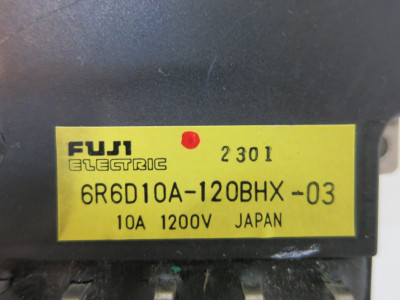 FUJI
ELECTRIC
2301
6R6D10A-120BHX-03
10A 1200V JAPAN